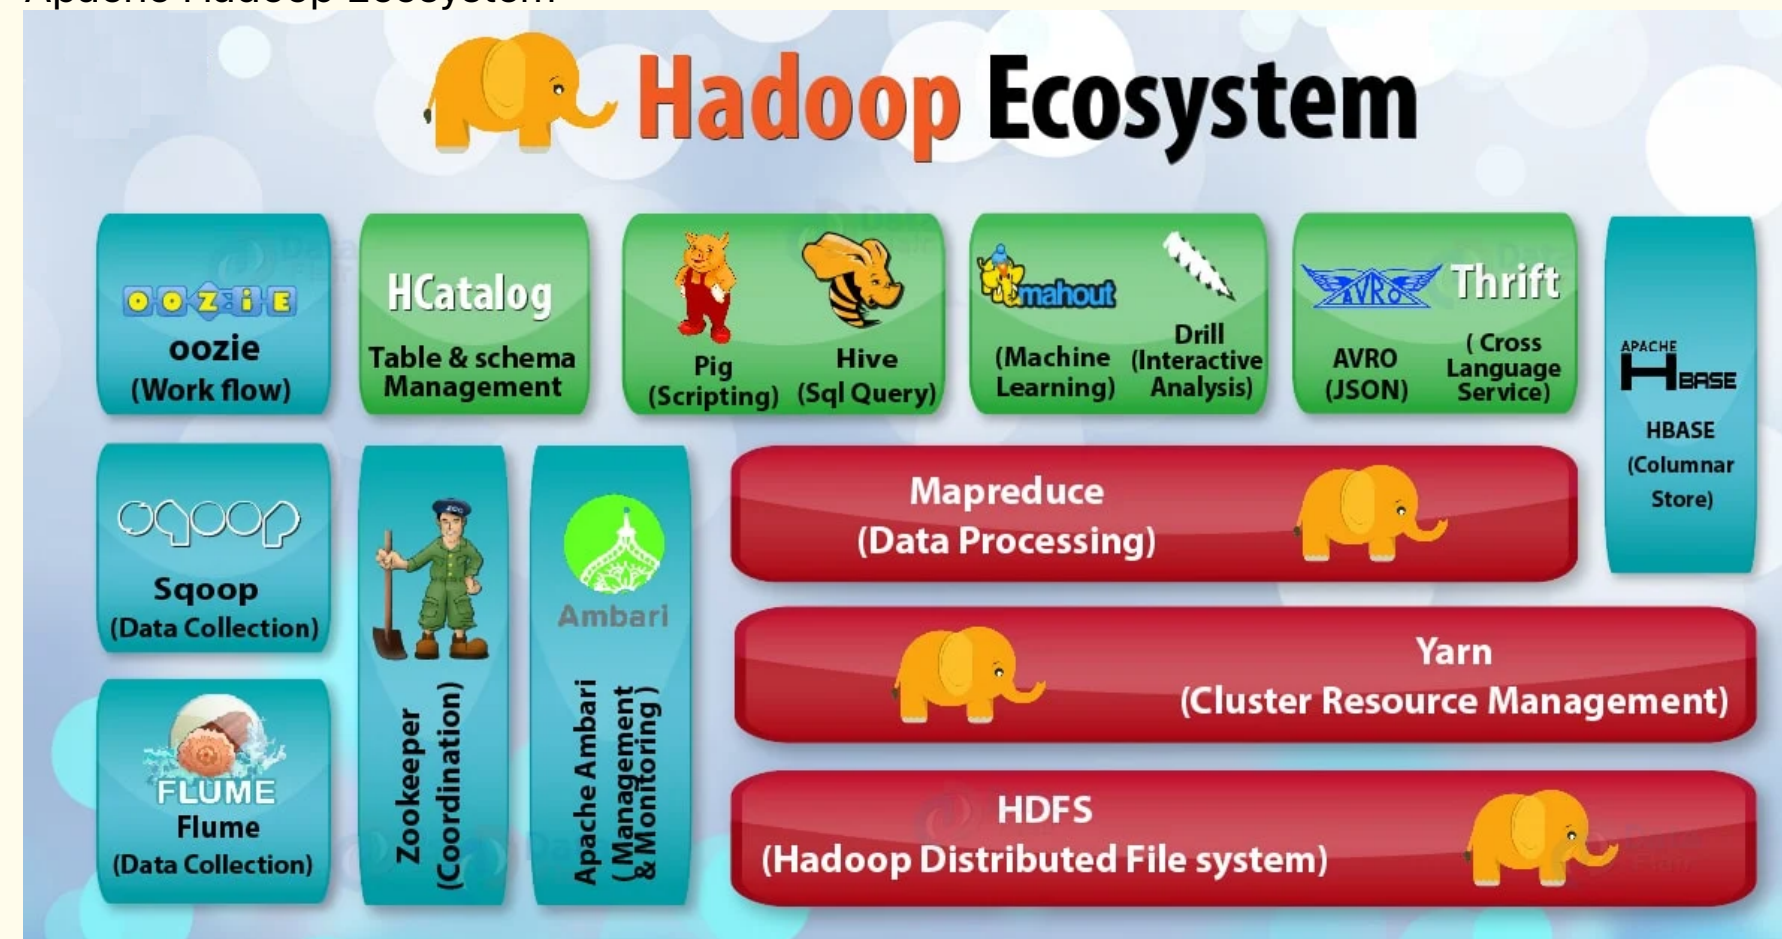 Apache Hadoop Ecosystem
Hadoop Ecosystem
OOZiE
oozie
(Work flow)
HCatalog
Table & schema
Management
Pig
(Scripting)
Hive
(Sql Query)
mahout
(Machine
Learning)
Drill
(Interactive
Analysis)
AVRO
AVRO
(JSON)
Thrift
( Cross
Language
Service)
APACHE
HBASE
HBASE
(Columnar
Store)
sqoop
Sqoop
(Data Collection)
FLUME
Flume
(Data Collection)
Zookeeper
(Coordination)
Ambari
Apache Ambari
( Management
& Monitoring )
Mapreduce
(Data Processing)
Yarn
(Cluster Resource Management)
HDFS
(Hadoop Distributed File system)